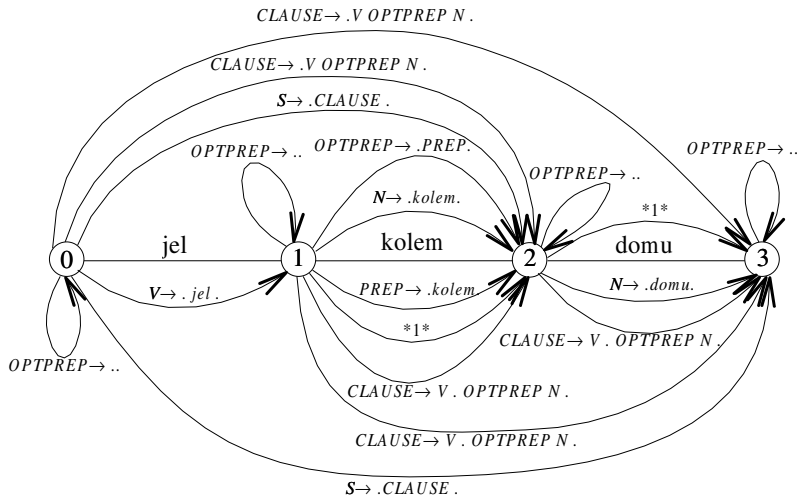 CLAUSE→ .V OPTPREP N .
CLAUSE→ .V OPTPREP N .
S→ .CLAUSE .
OPTPREP→ ..
OPTPREP→ .PREP.
OPTPREP→ ..
OPTPREP→ ..
N→ .kolem.
*1*
jel
kolem
domu
0
1
2
3
V→ . jel .
PREP→ .kolem
N→ .domu.
*1*
CLAUSE→ V . OPTPREP N .
OPTPREP→ ..
CLAUSE→ V . OPTPREP N .
CLAUSE→ V . OPTPREP N .
S→ .CLAUSE .